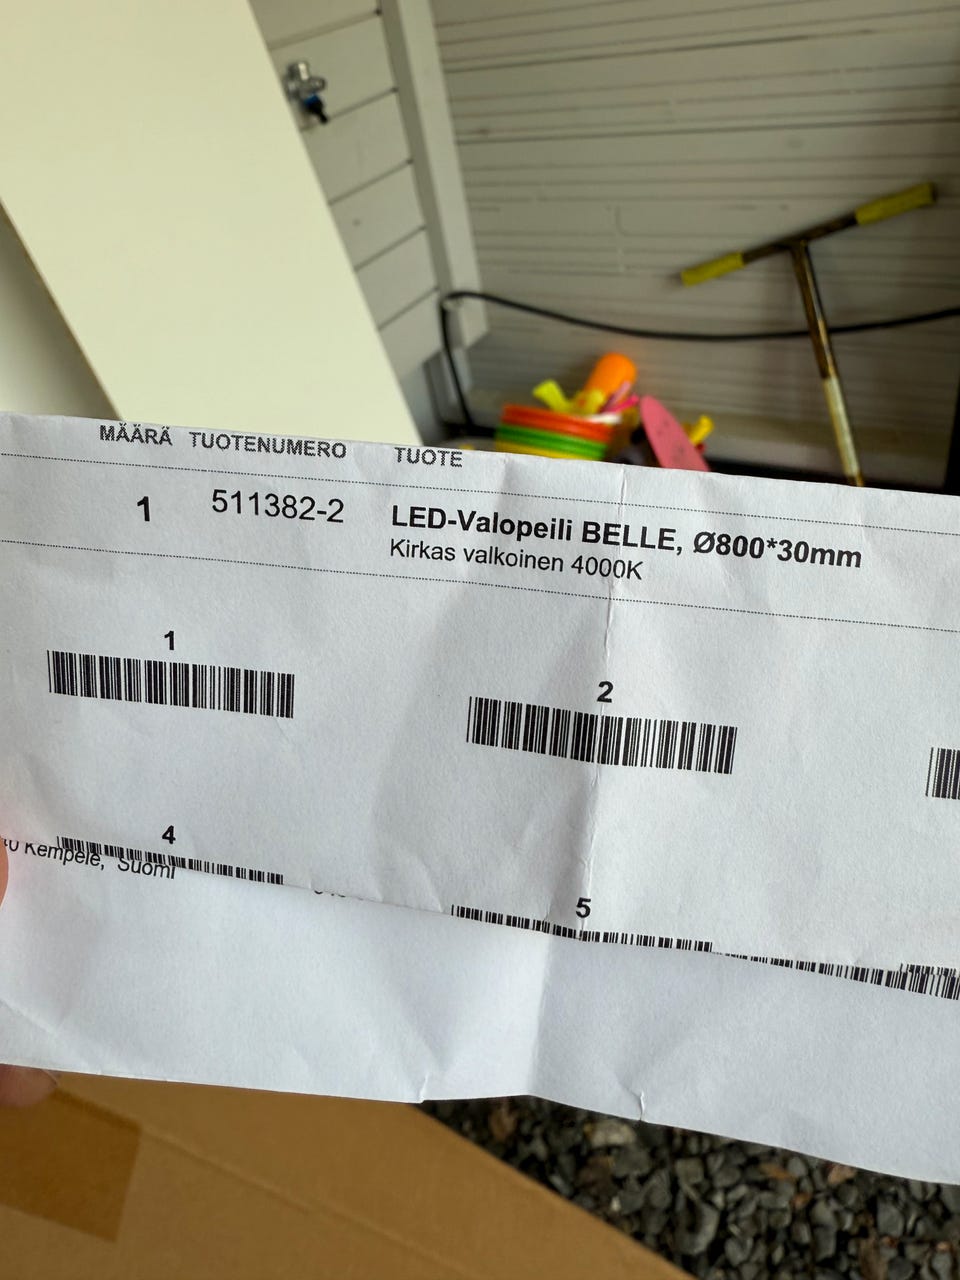 MÄÄRÄ TUOTENUMERO TUOTE
1 511382-2 LED-Valopeili BELLE, Ø800*30mm
Kirkas valkoinen 4000K
1
2
4
Kempele, Suomi
5